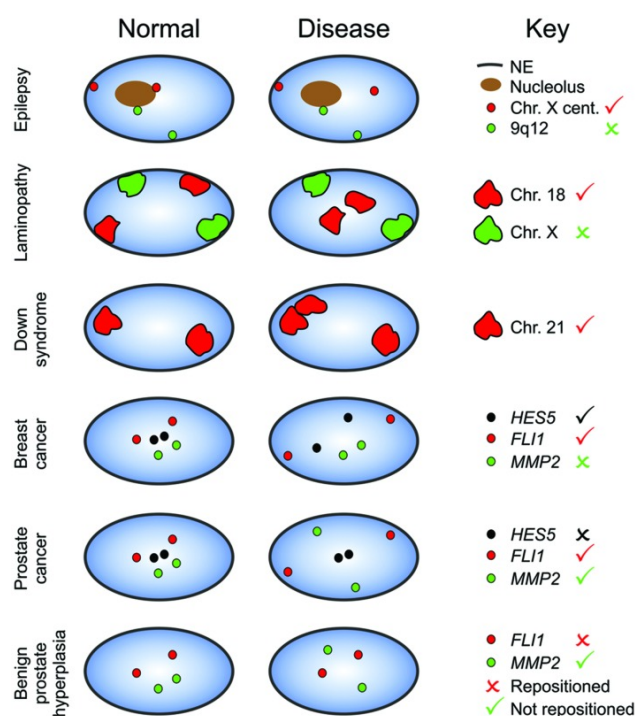 Normal Disease Key
Epilepsy
NE
Nucleolus
Chr. X cent. ✓
9q12 ✗
Laminopathy
Chr. 18 ✓
Chr. X ✗
Down
syndrome
Chr. 21 ✓
Breast
cancer
HES5 ✓
FLI1 ✓
MMP2 ✗
Prostate
cancer
HES5 ✗
FLI1 ✓
MMP2 ✓
Benign
prostate
hyperplasia
FLI1 ✗
MMP2 ✓
✗ Repositioned
✓ Not repositioned